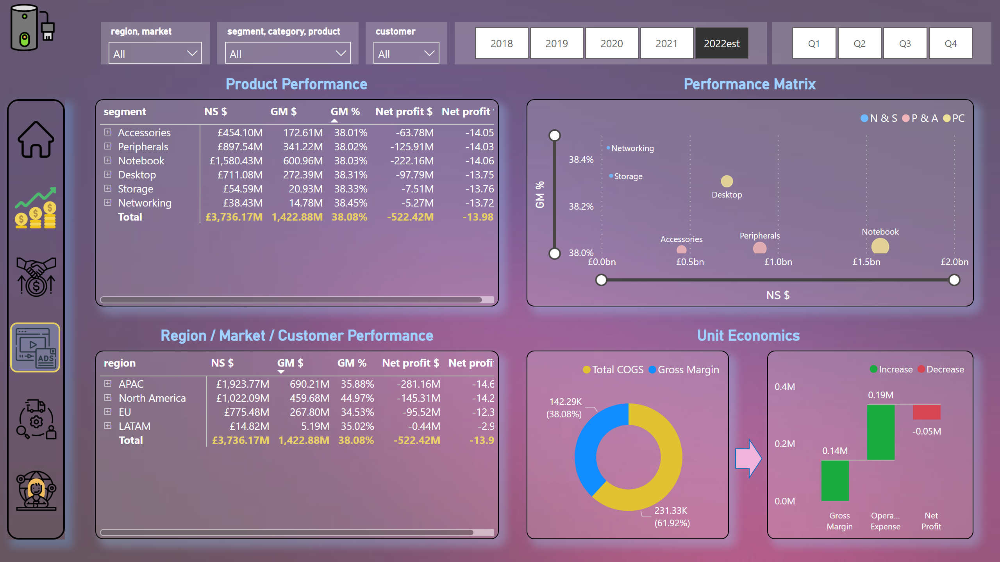 region, market
All
segment, category, product
All
customer
All
2018 2019 2020 2021 2022est
Q1 Q2 Q3 Q4
Product Performance
segment NS $ GM $ GM % Net profit $ Net profit
Accessories £454.10M 172.61M 38.01% -63.78M -14.05
Peripherals £897.54M 341.22M 38.02% -125.91M -14.03
Notebook £1,580.43M 600.96M 38.03% -222.16M -14.06
Desktop £711.08M 272.39M 38.31% -97.79M -13.75
Storage £54.59M 20.93M 38.33% -7.51M -13.76
Networking £38.43M 14.78M 38.45% -5.27M -13.72
Total £3,736.17M 1,422.88M 38.08% -522.42M -13.98
Performance Matrix
N & S P & A PC
GM %
38.4%
38.2%
38.0%
Networking
Storage
Desktop
Accessories
Peripherals
Notebook
£0.0bn £0.5bn £1.0bn £1.5bn £2.0bn
NS $
ADS
Region / Market / Customer Performance
region NS $ GM $ GM % Net profit $ Net profit
APAC £1,923.77M 690.21M 35.88% -281.16M -14.6
North America £1,022.09M 459.68M 44.97% -145.31M -14.2
EU £775.48M 267.80M 34.53% -95.52M -12.3
LATAM £14.82M 5.19M 35.02% -0.44M -2.9
Total £3,736.17M 1,422.88M 38.08% -522.42M -13.9
Unit Economics
Total COGS Gross Margin
142.29K
(38.08%)
231.33K
(61.92%)
Increase Decrease
0.4M
0.2M
0.0M
0.14M
0.19M
-0.05M
Gross
Margin
Opera...
Expense
Net
Profit